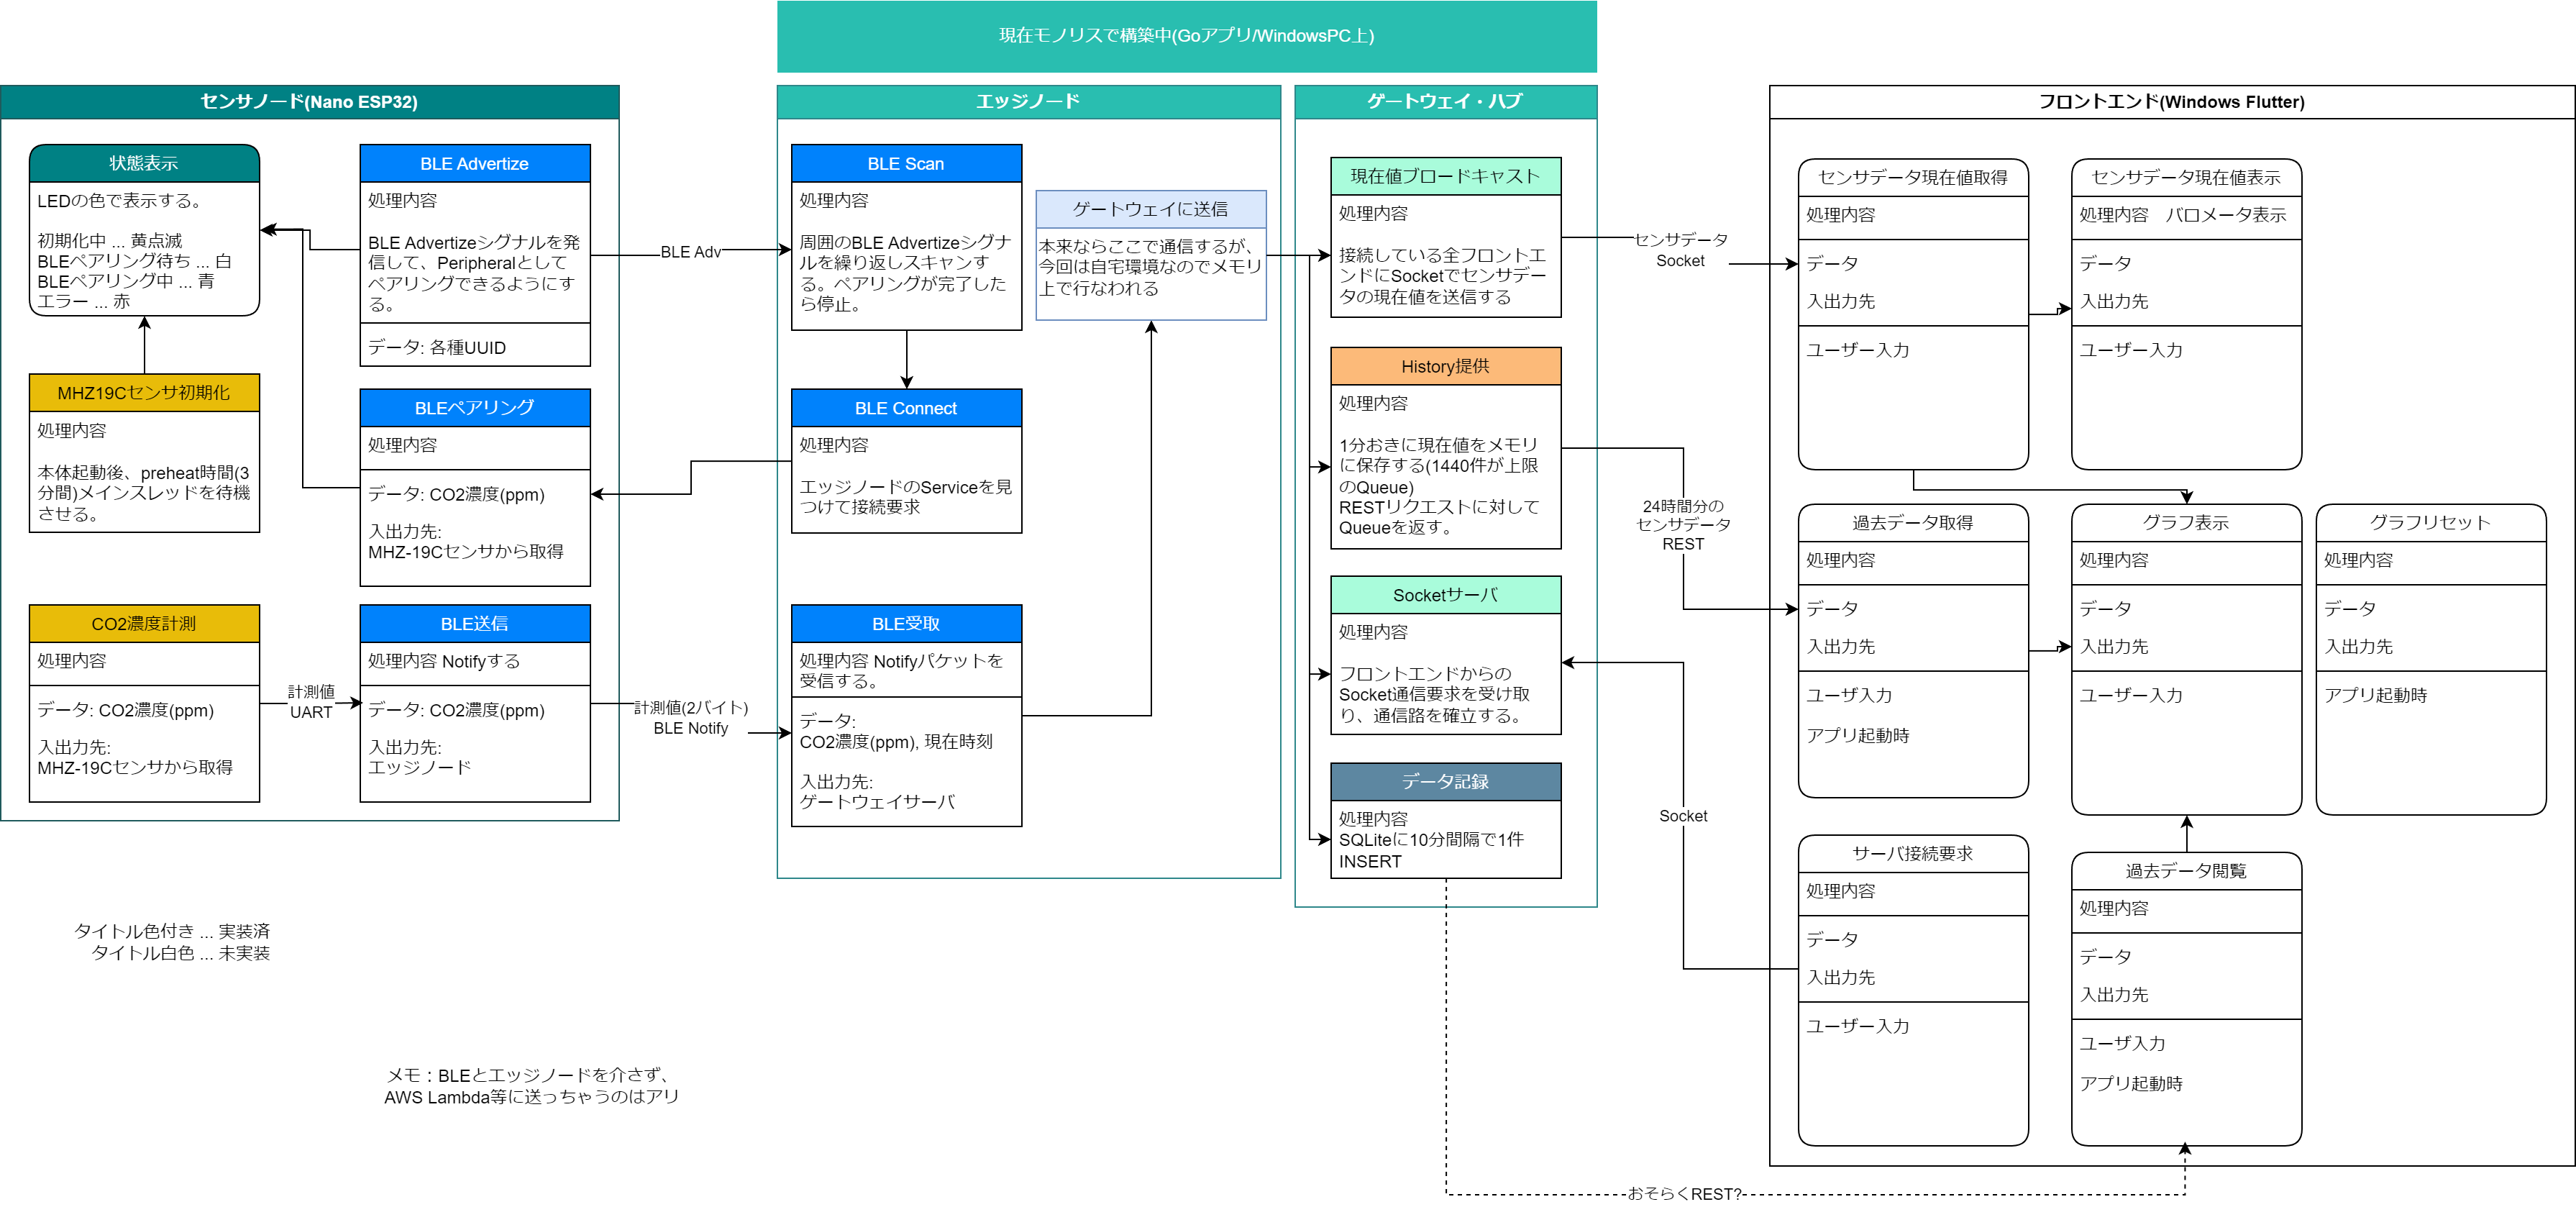 現在モノリスで構築中(Goアプリ/WindowsPC上)
センサノード(Nano ESP32)
状態表示
LEDの色で表示する。
初期化中 ... 黄点滅
BLEペアリング待ち ... 白
BLEペアリング中 ... 青
エラー ... 赤
MHZ19Cセンサ初期化
処理内容
本体起動後、preheat時間(3
分間)メインスレッドを待機
させる。
CO2濃度計測
処理内容
データ: CO2濃度(ppm)
入出力先:
MHZ-19Cセンサから取得
計測値
UART
BLE Advertize
処理内容
BLE Advertizeシグナルを発
信して、Peripheralとして
ペアリングできるようにす
る。
データ: 各種UUID
BLEペアリング
処理内容
データ: CO2濃度(ppm)
入出力先:
MHZ-19Cセンサから取得
BLE送信
処理内容 Notifyする
データ: CO2濃度(ppm)
入出力先:
エッジノード
BLE Adv
計測値(2バイト)
BLE Notify
エッジノード
BLE Scan
処理内容
周囲のBLE Advertizeシグナ
ルを繰り返しスキャンす
る。ペアリングが完了した
ら停止。
BLE Connect
処理内容
エッジノードのServiceを見
つけて接続要求
BLE受取
処理内容 Notifyパケットを
受信する。
データ:
CO2濃度(ppm), 現在時刻
入出力先:
ゲートウェイサーバ
ゲートウェイに送信
本来ならここで通信するが、
今回は自宅環境なのでメモリ
上で行なわれる
ゲートウェイ・ハブ
現在値ブロードキャスト
処理内容
接続している全フロントエ
ンドにSocketでセンサデー
タの現在値を送信する
History提供
処理内容
1分おきに現在値をメモリ
に保存する(1440件が上限
のQueue)
RESTリクエストに対して
Queueを返す。
Socketサーバ
処理内容
フロントエンドからの
Socket通信要求を受け取
り、通信路を確立する。
データ記録
処理内容
SQLiteに10分間隔で1件
INSERT
センサデータ
Socket
24時間分の
センサデータ
REST
Socket
おそらくREST?
フロントエンド(Windows Flutter)
センサデータ現在値取得
処理内容
データ
入出力先
ユーザー入力
センサデータ現在値表示
処理内容　バロメータ表示
データ
入出力先
ユーザー入力
過去データ取得
処理内容
データ
入出力先
ユーザ入力
アプリ起動時
グラフ表示
処理内容
データ
入出力先
ユーザー入力
グラフリセット
処理内容
データ
入出力先
アプリ起動時
サーバ接続要求
処理内容
データ
入出力先
ユーザー入力
過去データ閲覧
処理内容
データ
入出力先
ユーザ入力
アプリ起動時
タイトル色付き ... 実装済
タイトル白色 ... 未実装
メモ：BLEとエッジノードを介さず、
AWS Lambda等に送っちゃうのはアリ